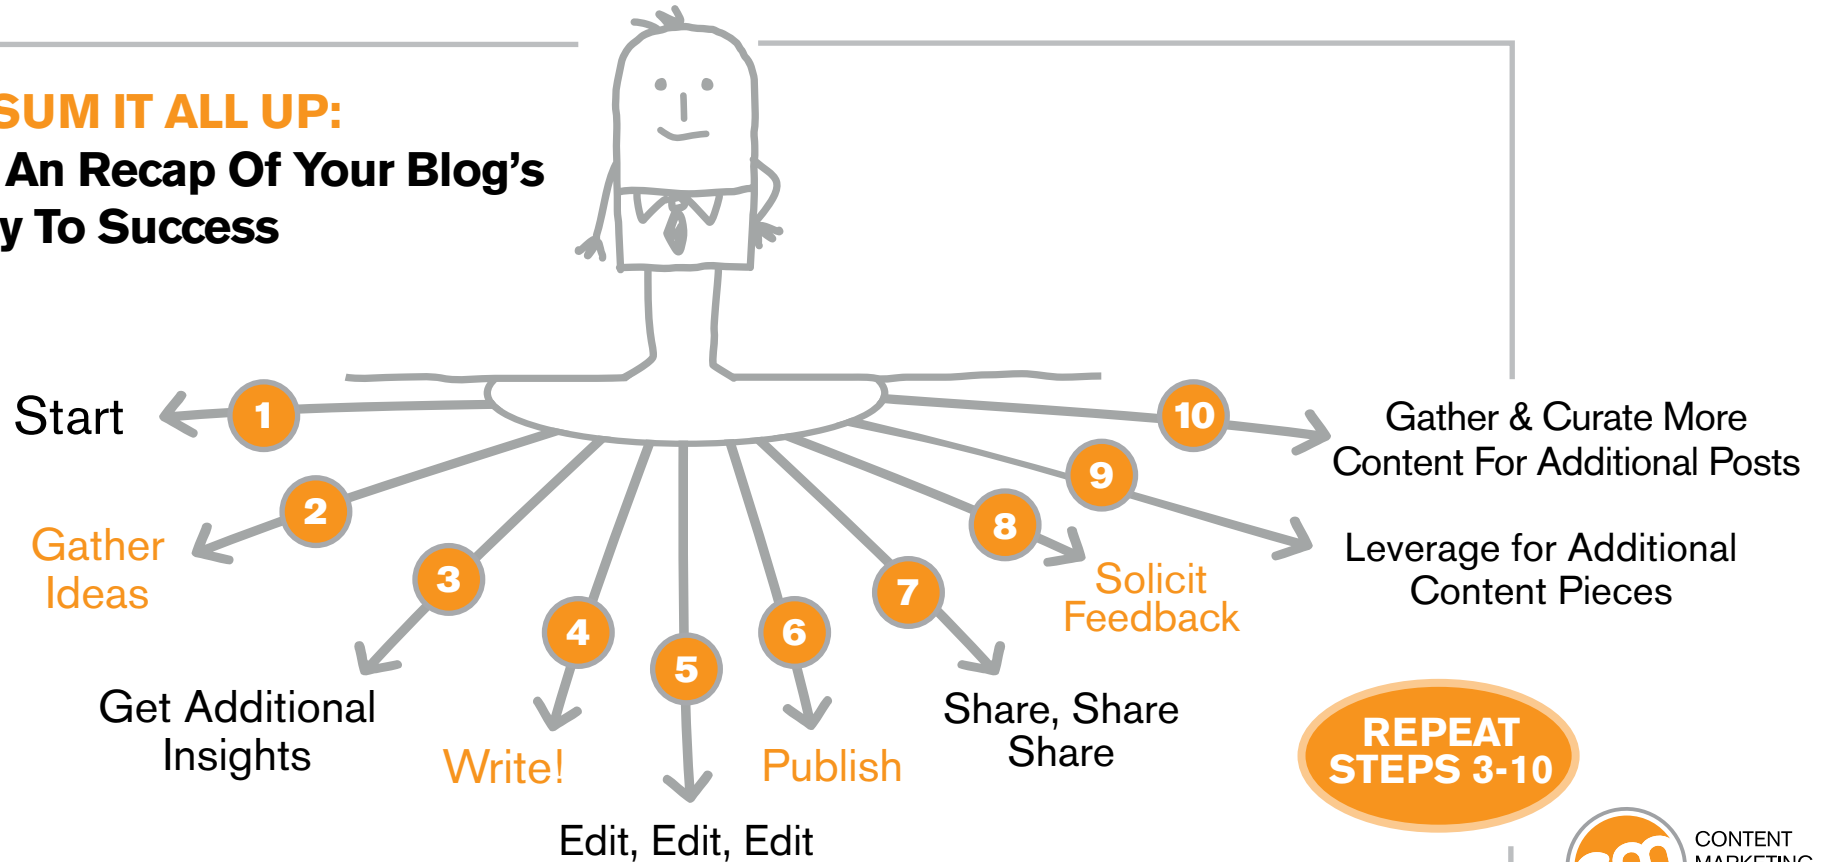 SUM IT ALL UP:
An Recap Of Your Blog's
y To Success
1
Start
2
Gather
Ideas
3
Get Additional
Insights
4
Write!
5
Edit, Edit, Edit
6
Publish
7
Share, Share
Share
8
Solicit
Feedback
9
Leverage for Additional
Content Pieces
10
Gather & Curate More
Content For Additional Posts
REPEAT
STEPS 3-10
CONTENT
MARKETING